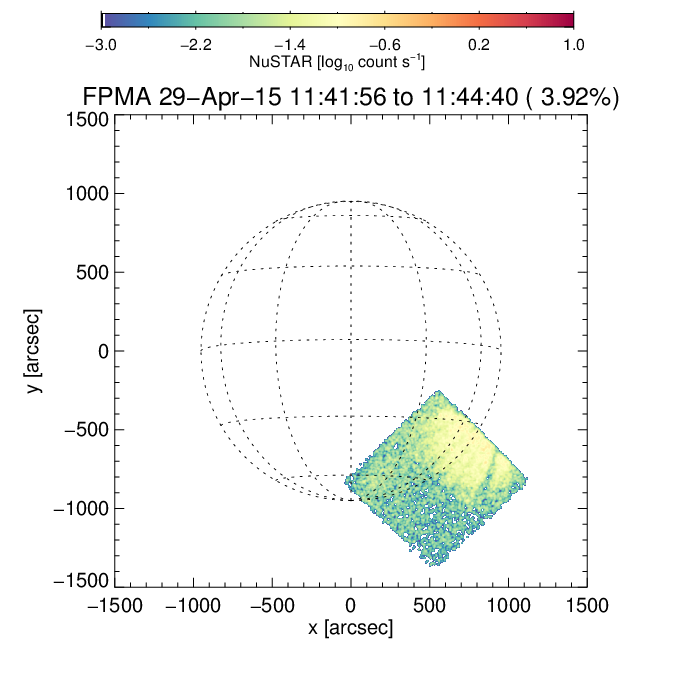 −3.0 −2.2 −1.4 −0.6 0.2 1.0
NuSTAR [log₁₀ count s⁻¹]
FPMA 29−Apr−15 11:41:56 to 11:44:40 ( 3.92%)
1500
1000
500
0
−500
−1000
−1500
y [arcsec]
−1500 −1000 −500 0 500 1000 1500
x [arcsec]